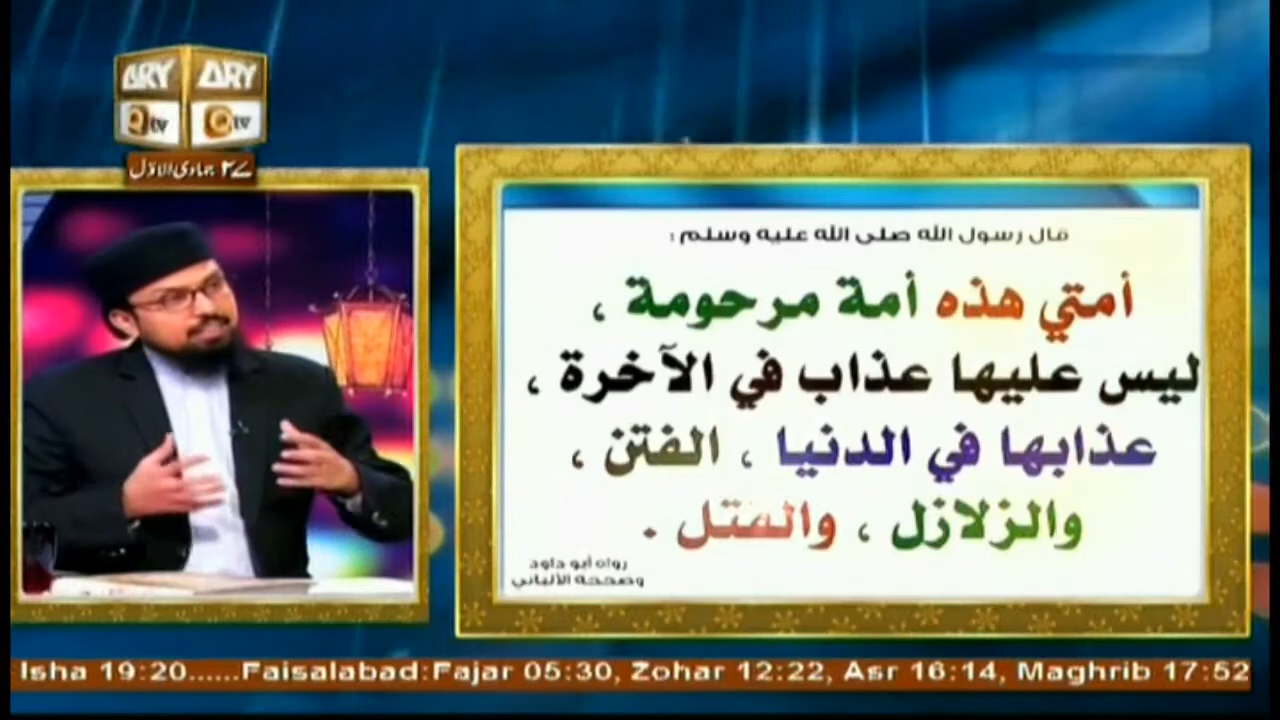 ARY ARY
Qtv Qtv
۲۷ جمادی الاوّل
قال رسول الله صلى الله عليه وسلم :
أمتي هذه أمة مرحومة ،
ليس عليها عذاب في الآخرة ،
عذابها في الدنيا ، الفتن ،
والزلازل ، والقتل .
رواه أبو داود
وصححه الألباني
Isha 19:20......Faisalabad:Fajar 05:30, Zohar 12:22, Asr 16:14, Maghrib 17:52